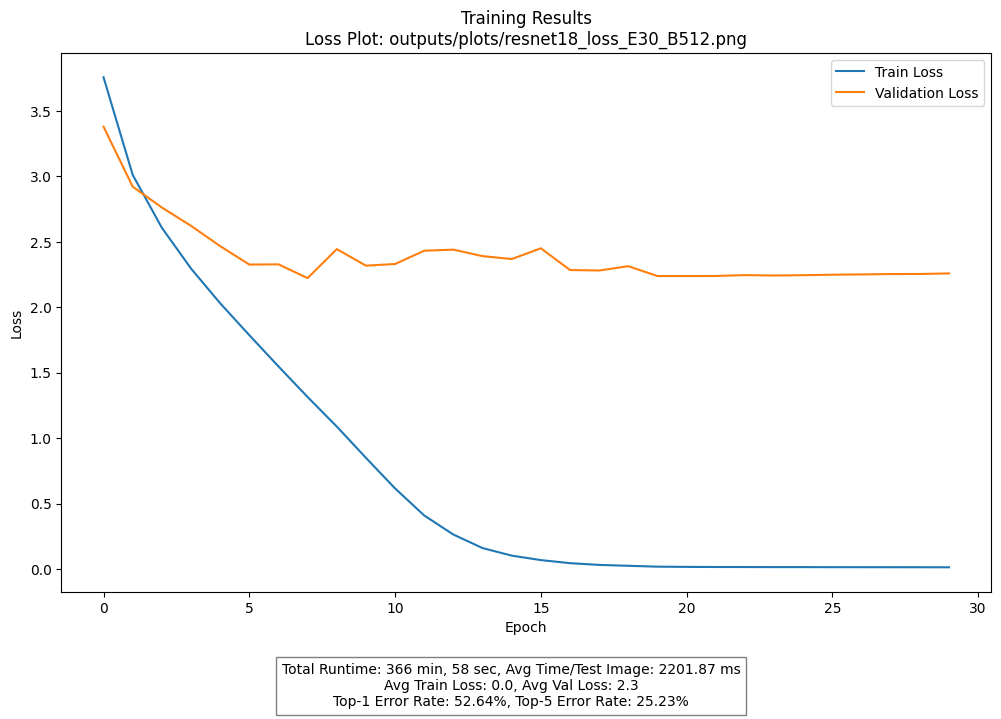 Training Results
Loss Plot: outputs/plots/resnet18_loss_E30_B512.png
Train Loss
Validation Loss
3.5
3.0
2.5
2.0
1.5
1.0
0.5
0.0
Loss
0 5 10 15 20 25 30
Epoch
Total Runtime: 366 min, 58 sec, Avg Time/Test Image: 2201.87 ms
Avg Train Loss: 0.0, Avg Val Loss: 2.3
Top-1 Error Rate: 52.64%, Top-5 Error Rate: 25.23%